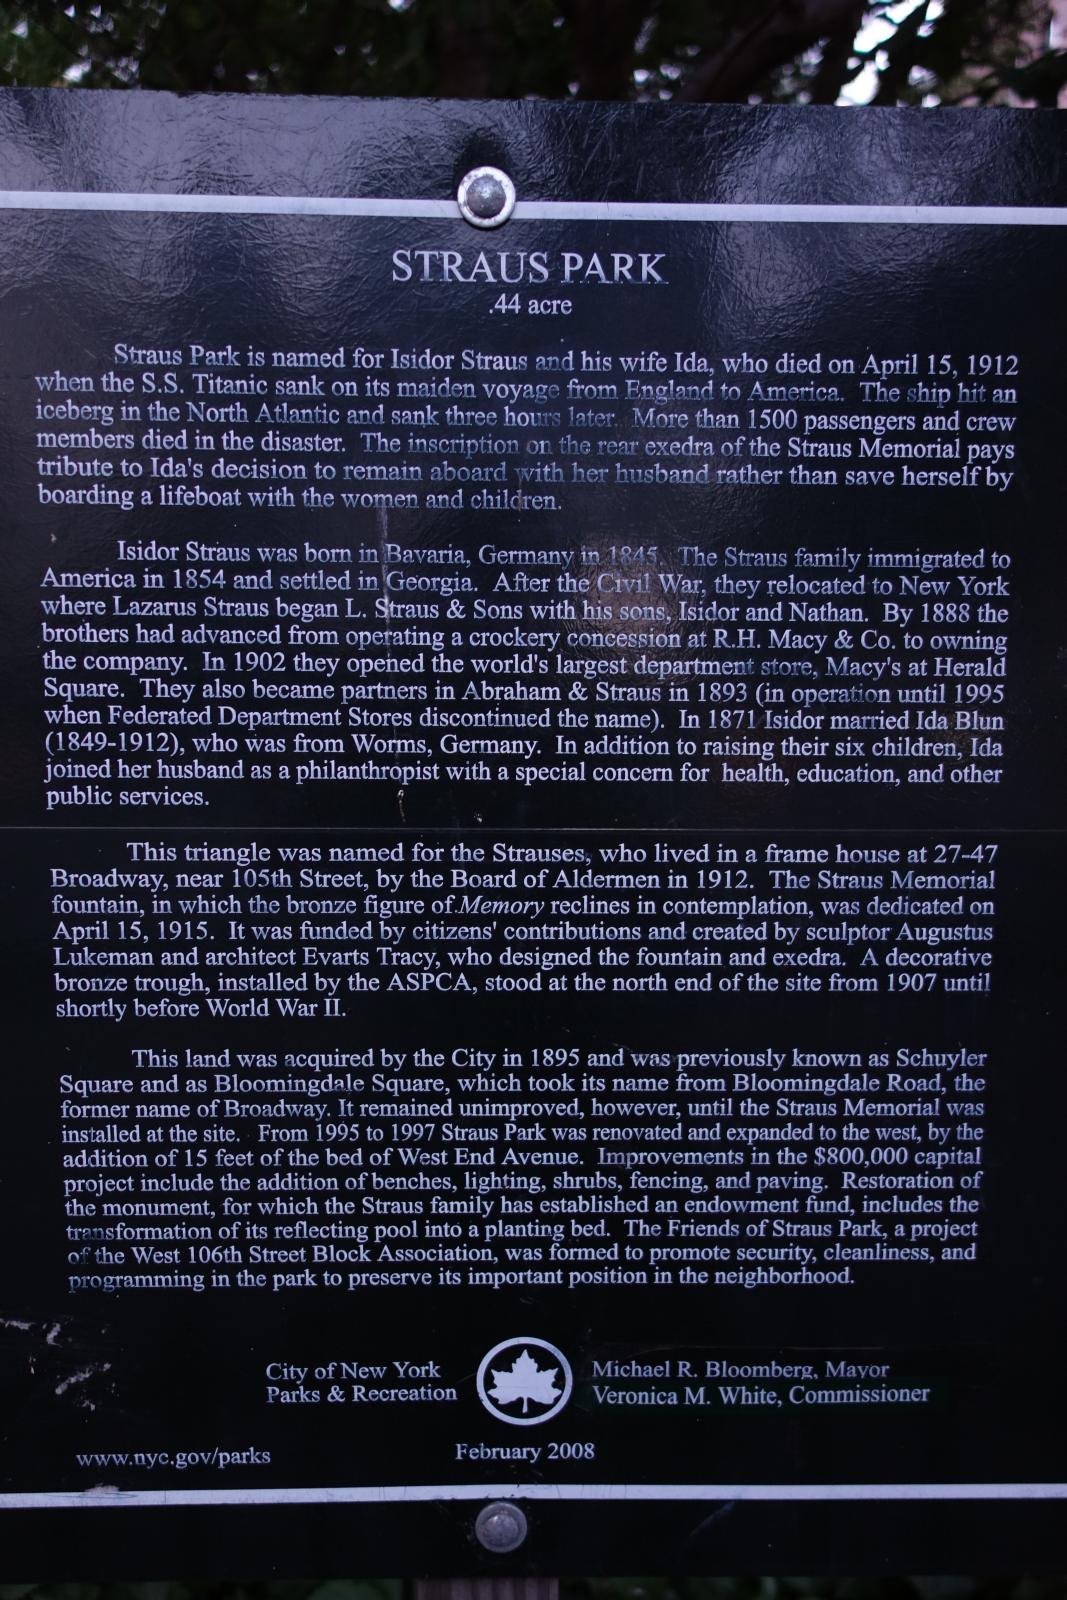 STRAUS PARK
.44 acre
Straus Park is named for Isidor Straus and his wife Ida, who died on April 15, 1912
when the S.S. Titanic sank on its maiden voyage from England to America. The ship hit an
iceberg in the North Atlantic and sank three hours later. More than 1500 passengers and crew
members died in the disaster. The inscription on the rear exedra of the Straus Memorial pays
tribute to Ida's decision to remain aboard with her husband rather than save herself by
boarding a lifeboat with the women and children.
Isidor Straus was born in Bavaria, Germany in 1845. The Straus family immigrated to
America in 1854 and settled in Georgia. After the Civil War, they relocated to New York
where Lazarus Straus began L. Straus & Sons with his sons, Isidor and Nathan. By 1888 the
brothers had advanced from operating a crockery concession at R.H. Macy & Co. to owning
the company. In 1902 they opened the world's largest department store, Macy's at Herald
Square. They also became partners in Abraham & Straus in 1893 (in operation until 1995
when Federated Department Stores discontinued the name). In 1871 Isidor married Ida Blun
(1849-1912), who was from Worms, Germany. In addition to raising their six children, Ida
joined her husband as a philanthropist with a special concern for health, education, and other
public services.
This triangle was named for the Strauses, who lived in a frame house at 27-47
Broadway, near 105th Street, by the Board of Aldermen in 1912. The Straus Memorial
fountain, in which the bronze figure of Memory reclines in contemplation, was dedicated on
April 15, 1915. It was funded by citizens' contributions and created by sculptor Augustus
Lukeman and architect Evarts Tracy, who designed the fountain and exedra. A decorative
bronze trough, installed by the ASPCA, stood at the north end of the site from 1907 until
shortly before World War II.
This land was acquired by the City in 1895 and was previously known as Schuyler
Square and as Bloomingdale Square, which took its name from Bloomingdale Road, the
former name of Broadway. It remained unimproved, however, until the Straus Memorial was
installed at the site. From 1995 to 1997 Straus Park was renovated and expanded to the west, by the
addition of 15 feet of the bed of West End Avenue. Improvements in the $800,000 capital
project include the addition of benches, lighting, shrubs, fencing, and paving. Restoration of
the monument, for which the Straus family has established an endowment fund, includes the
transformation of its reflecting pool into a planting bed. The Friends of Straus Park, a project
of the West 106th Street Block Association, was formed to promote security, cleanliness, and
programming in the park to preserve its important position in the neighborhood.
City of New York
Parks & Recreation
Michael R. Bloomberg, Mayor
Veronica M. White, Commissioner
www.nyc.gov/parks
February 2008